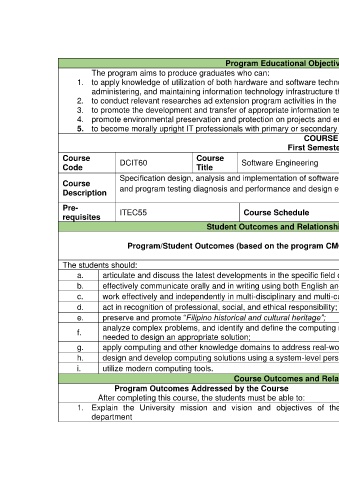 Program Educational Objectiv
The program aims to produce graduates who can:
1. to apply knowledge of utilization of both hardware and software techn
administering, and maintaining information technology infrastructure th
2. to conduct relevant researches ad extension program activities in the
3. to promote the development and transfer of appropriate information te
4. promote environmental preservation and protection on projects and en
5. to become morally upright IT professionals with primary or secondary
COURSE
First Semeste
Course Code DCIT60 Course Title Software Engineering
Course Description Specification design, analysis and implementation of software
and program testing diagnosis and performance and design e
Pre-requisites ITEC55 Course Schedule
Student Outcomes and Relationshi
Program/Student Outcomes (based on the program CM
The students should:
a. articulate and discuss the latest developments in the specific field o
b. effectively communicate orally and in writing using both English an
c. work effectively and independently in multi-disciplinary and multi-cu
d. act in recognition of professional, social, and ethical responsibility;
e. preserve and promote "Filipino historical and cultural heritage";
f. analyze complex problems, and identify and define the computing
needed to design an appropriate solution;
g. apply computing and other knowledge domains to address real-wo
h. design and develop computing solutions using a system-level pers
i. utilize modern computing tools.
Course Outcomes and Rela
Program Outcomes Addressed by the Course
After completing this course, the students must be able to:
1. Explain the University mission and vision and objectives of the
department